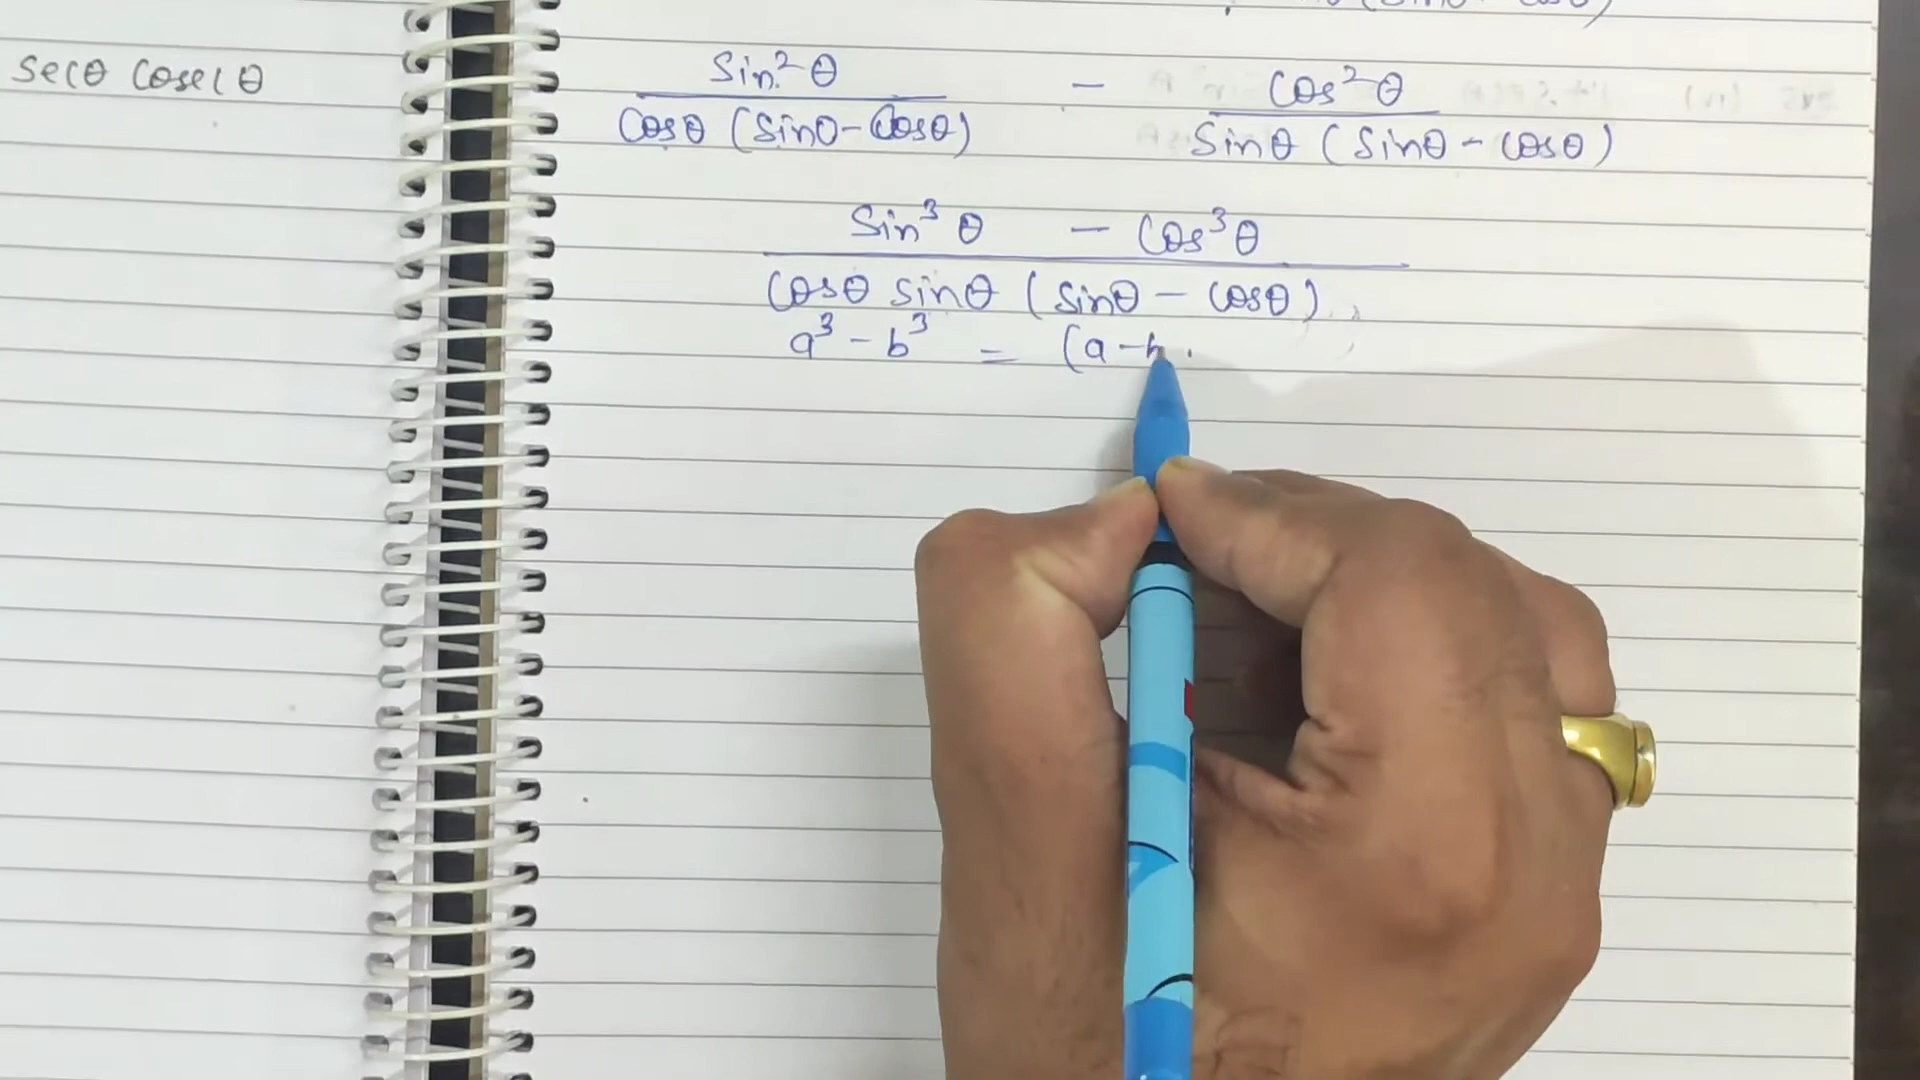 secθ cosecθ
Sin²θ / Cosθ (Sinθ - Cosθ) - Cos²θ / Sinθ (Sinθ - Cosθ)
Sin³θ - Cos³θ
Cosθ Sinθ (Sinθ - Cosθ)
a³ - b³ = (a - b